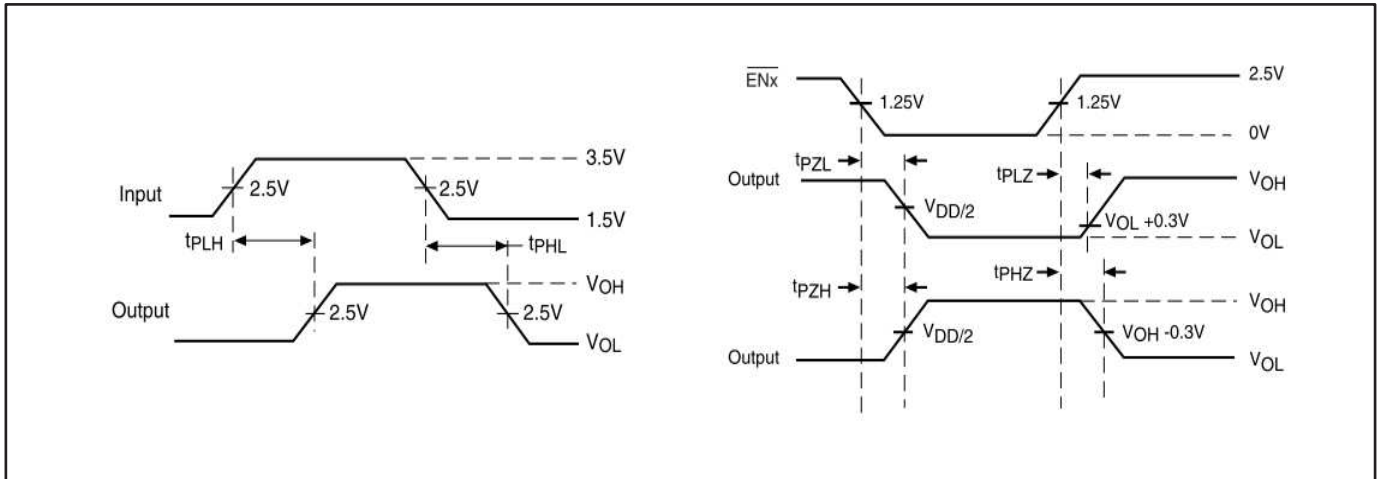 3.5V
Input
2.5V
2.5V
1.5V
tPLH
tPHL
VOH
Output
2.5V
2.5V
VOL
ENx
2.5V
1.25V
1.25V
0V
tPZL
tPLZ
Output
VOH
VDD/2
VOL +0.3V
VOL
tPZH
tPHZ
VOH
VDD/2
VOH -0.3V
Output
VOL